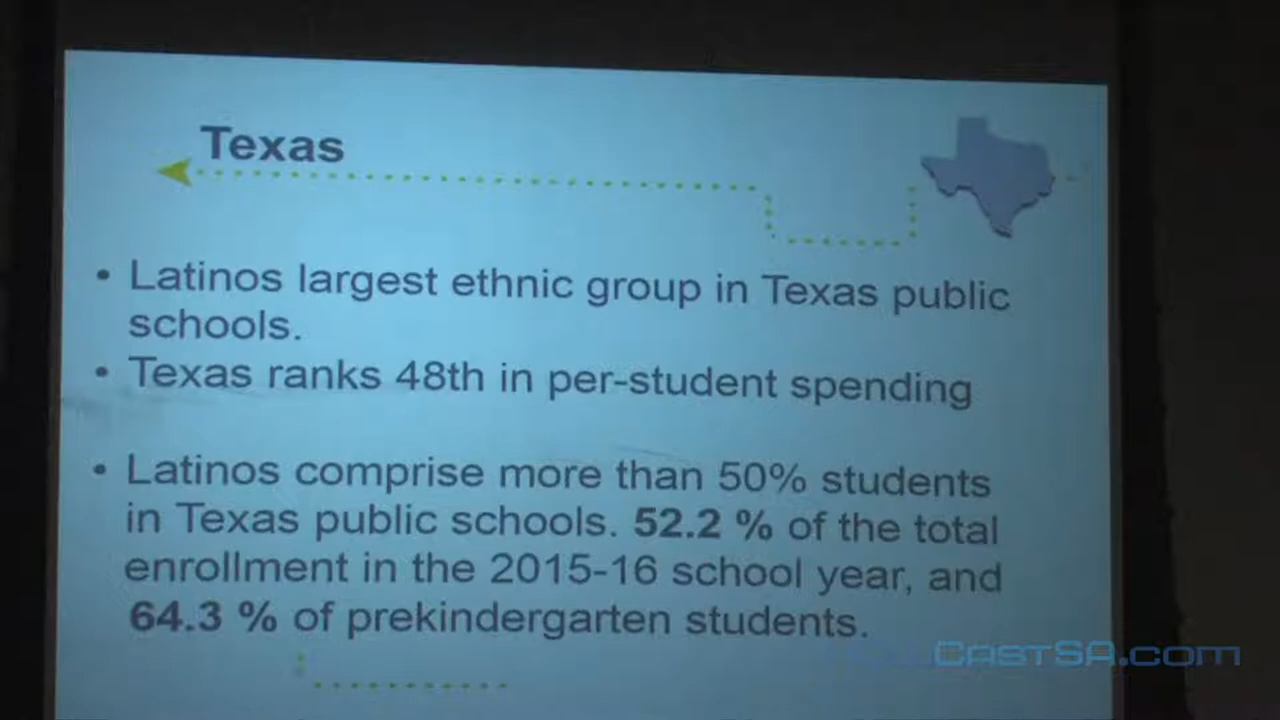 Texas
• Latinos largest ethnic group in Texas public
schools.
• Texas ranks 48th in per-student spending
• Latinos comprise more than 50% students
in Texas public schools. 52.2 % of the total
enrollment in the 2015-16 school year, and
64.3 % of prekindergarten students.
CastSA.com